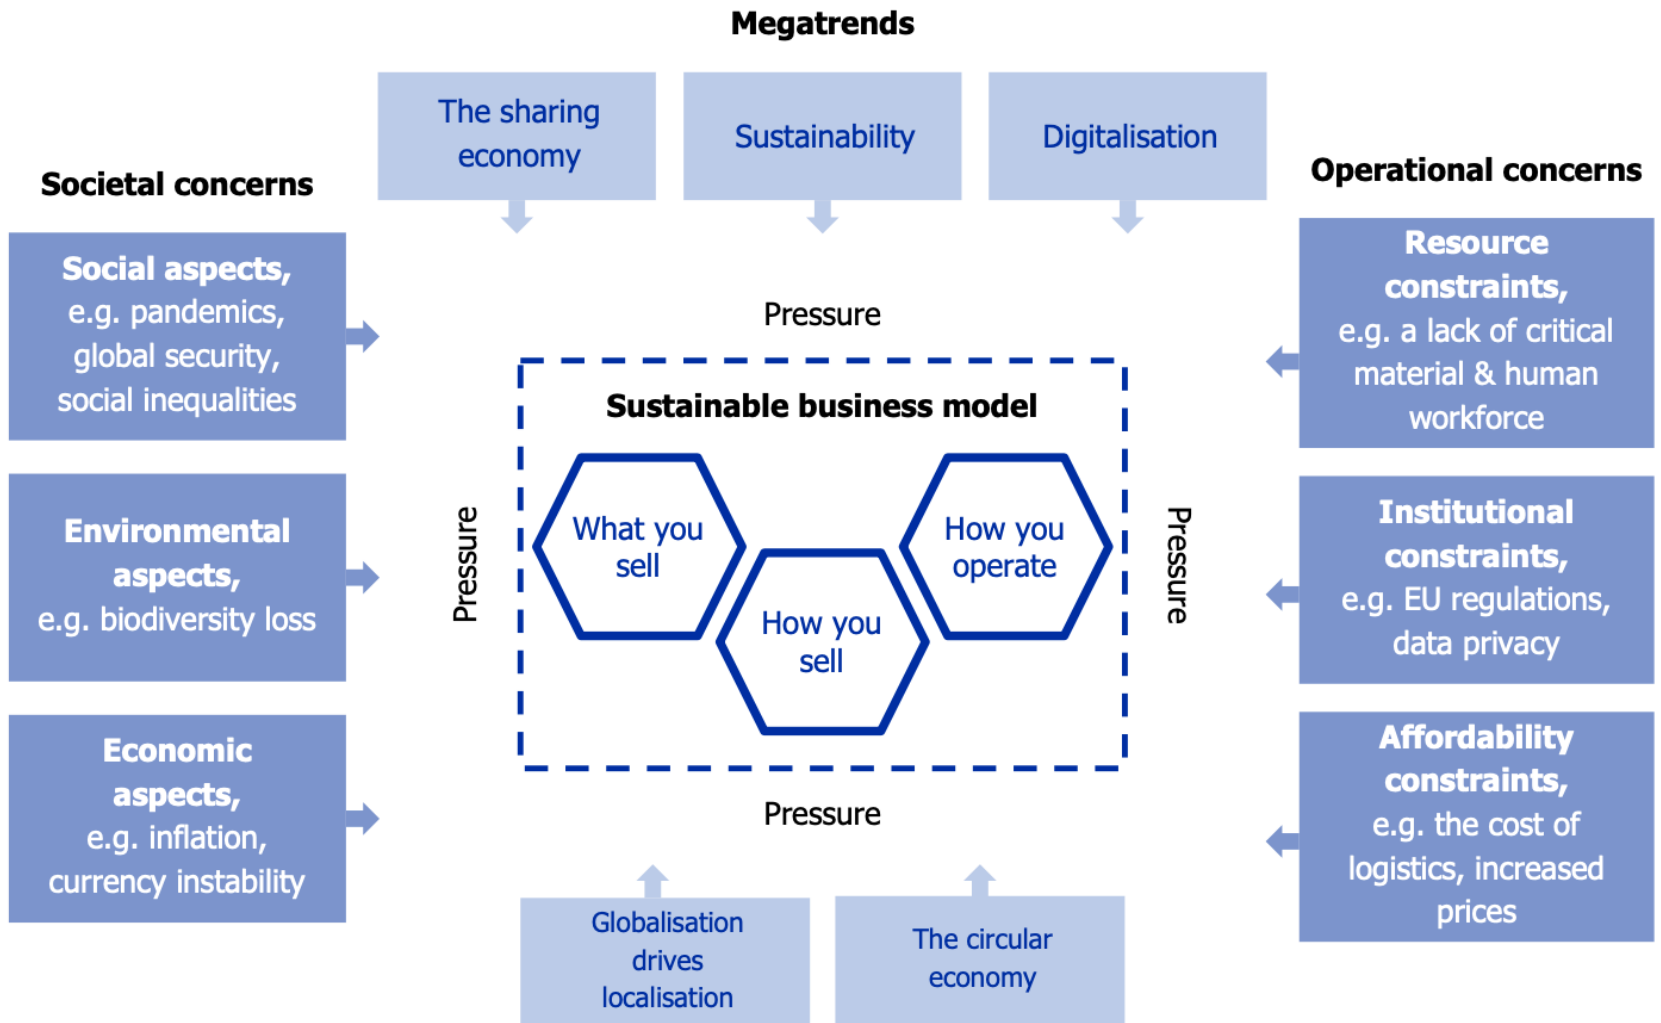 Megatrends
The sharing
economy
Sustainability
Digitalisation
Societal concerns
Social aspects,
e.g. pandemics,
global security,
social inequalities
Environmental
aspects,
e.g. biodiversity loss
Economic
aspects,
e.g. inflation,
currency instability
Pressure
Pressure
Sustainable business model
What you
sell
How you
sell
How you
operate
Pressure
Pressure
Operational concerns
Resource
constraints,
e.g. a lack of critical
material & human
workforce
Institutional
constraints,
e.g. EU regulations,
data privacy
Affordability
constraints,
e.g. the cost of
logistics, increased
prices
Globalisation
drives
localisation
The circular
economy